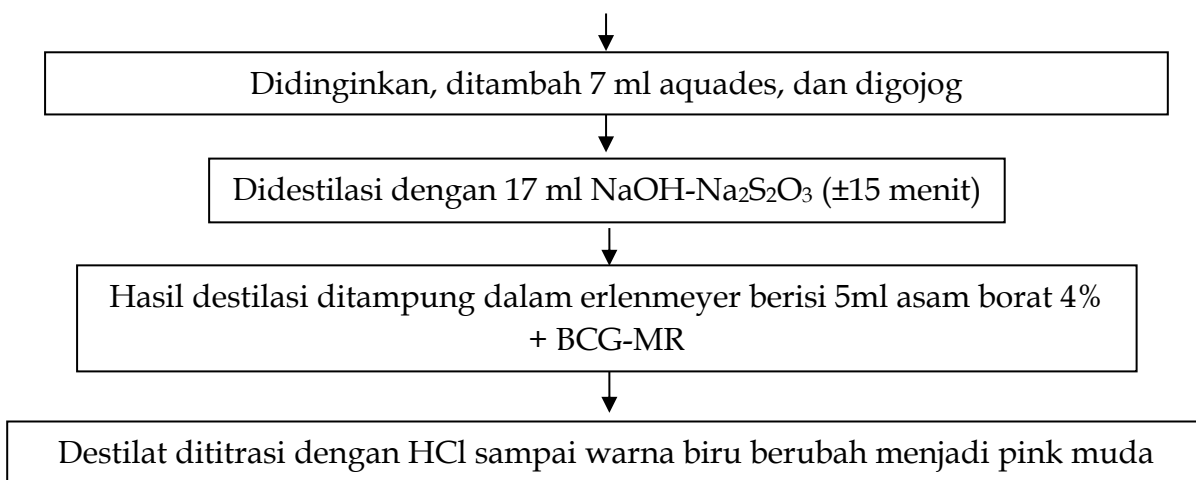 Didinginkan, ditambah 7 ml aquades, dan digojog
Didestilasi dengan 17 ml NaOH-Na₂S₂O₃ (±15 menit)
Hasil destilasi ditampung dalam erlenmeyer berisi 5ml asam borat 4%
+ BCG-MR
Destilat dititrasi dengan HCl sampai warna biru berubah menjadi pink muda